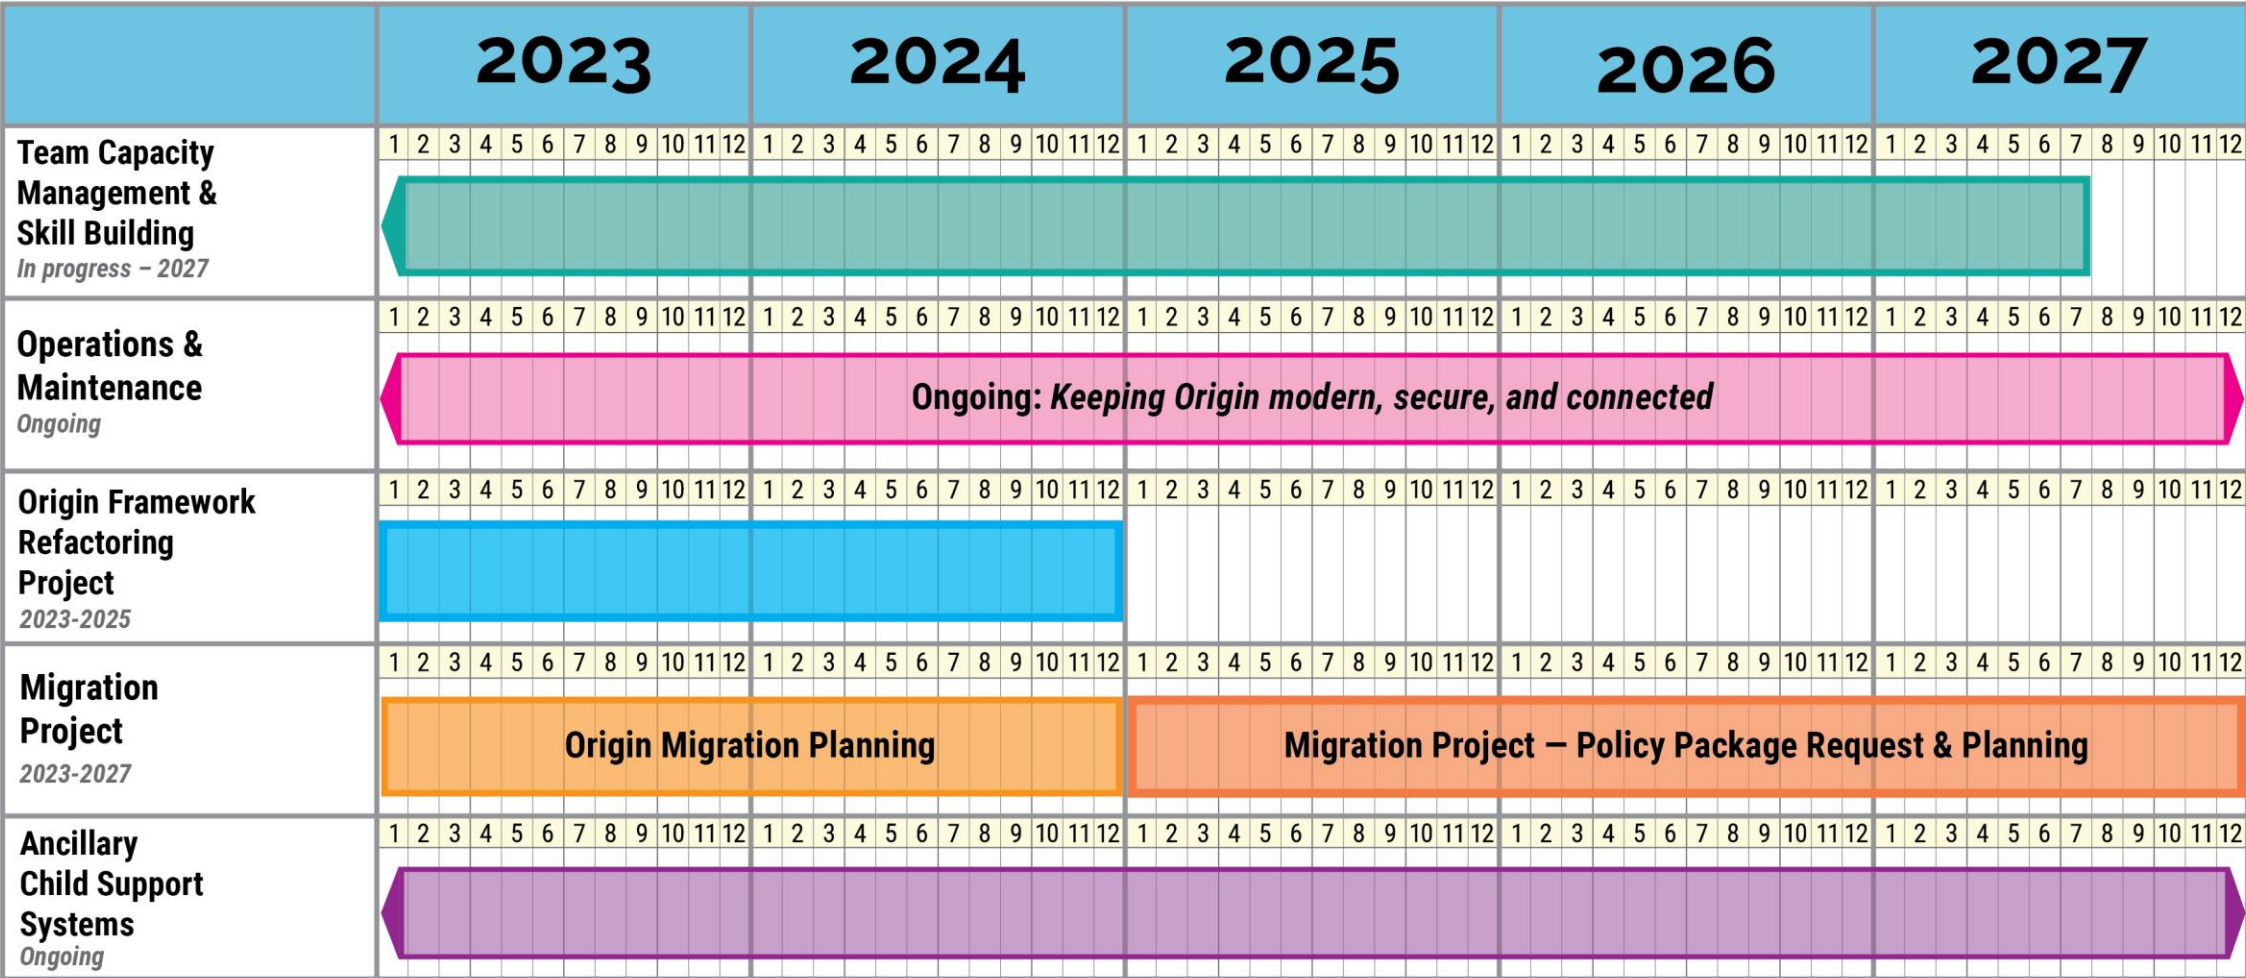 2023 2024 2025 2026 2027
1 2 3 4 5 6 7 8 9 10 11 12 1 2 3 4 5 6 7 8 9 10 11 12 1 2 3 4 5 6 7 8 9 10 11 12 1 2 3 4 5 6 7 8 9 10 11 12 1 2 3 4 5 6 7 8 9 10 11 12
Team Capacity
Management &
Skill Building
In progress – 2027
1 2 3 4 5 6 7 8 9 10 11 12 1 2 3 4 5 6 7 8 9 10 11 12 1 2 3 4 5 6 7 8 9 10 11 12 1 2 3 4 5 6 7 8 9 10 11 12 1 2 3 4 5 6 7 8 9 10 11 12
Operations &
Maintenance
Ongoing
Ongoing: Keeping Origin modern, secure, and connected
1 2 3 4 5 6 7 8 9 10 11 12 1 2 3 4 5 6 7 8 9 10 11 12 1 2 3 4 5 6 7 8 9 10 11 12 1 2 3 4 5 6 7 8 9 10 11 12 1 2 3 4 5 6 7 8 9 10 11 12
Origin Framework
Refactoring
Project
2023-2025
1 2 3 4 5 6 7 8 9 10 11 12 1 2 3 4 5 6 7 8 9 10 11 12 1 2 3 4 5 6 7 8 9 10 11 12 1 2 3 4 5 6 7 8 9 10 11 12 1 2 3 4 5 6 7 8 9 10 11 12
Migration
Project
2023-2027
Origin Migration Planning
Migration Project — Policy Package Request & Planning
1 2 3 4 5 6 7 8 9 10 11 12 1 2 3 4 5 6 7 8 9 10 11 12 1 2 3 4 5 6 7 8 9 10 11 12 1 2 3 4 5 6 7 8 9 10 11 12 1 2 3 4 5 6 7 8 9 10 11 12
Ancillary
Child Support
Systems
Ongoing